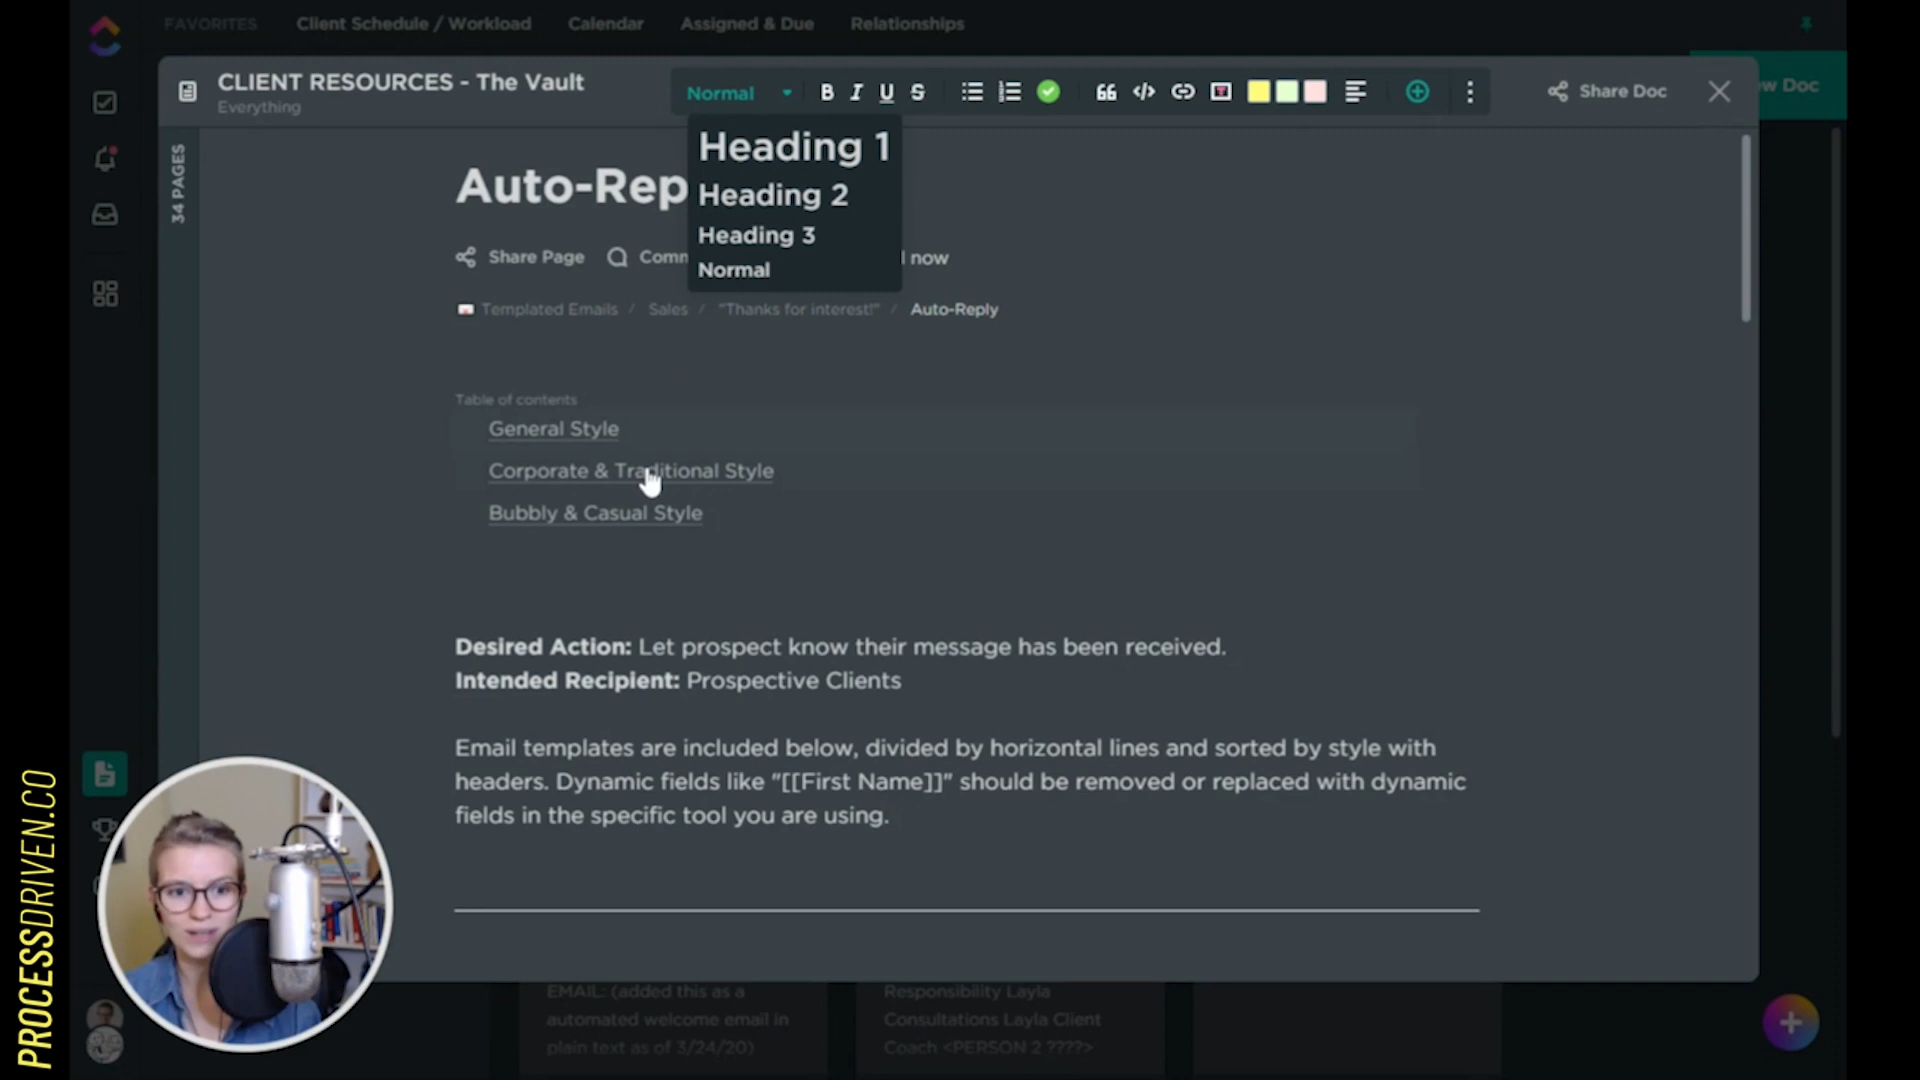 FAVORITES
Client Schedule / Workload
Calendar
Assigned & Due
Relationships
CLIENT RESOURCES - The Vault
Everything
Normal
B I U S
Share Doc
w Doc
34 PAGES
Heading 1
Heading 2
Heading 3
Normal
Auto-Rep
Share Page
Comm
now
Templated Emails / Sales / "Thanks for interest!" / Auto-Reply
Table of contents
General Style
Corporate & Traditional Style
Bubbly & Casual Style
Desired Action: Let prospect know their message has been received.
Intended Recipient: Prospective Clients
Email templates are included below, divided by horizontal lines and sorted by style with
headers. Dynamic fields like "[[First Name]]" should be removed or replaced with dynamic
fields in the specific tool you are using.
EMAIL: (added this as a
automated welcome email in
plain text as of 3/24/20)
Responsibility Layla
Consultations Layla Client
Coach <PERSON 2 ????>
PROCESSDRIVEN.CO